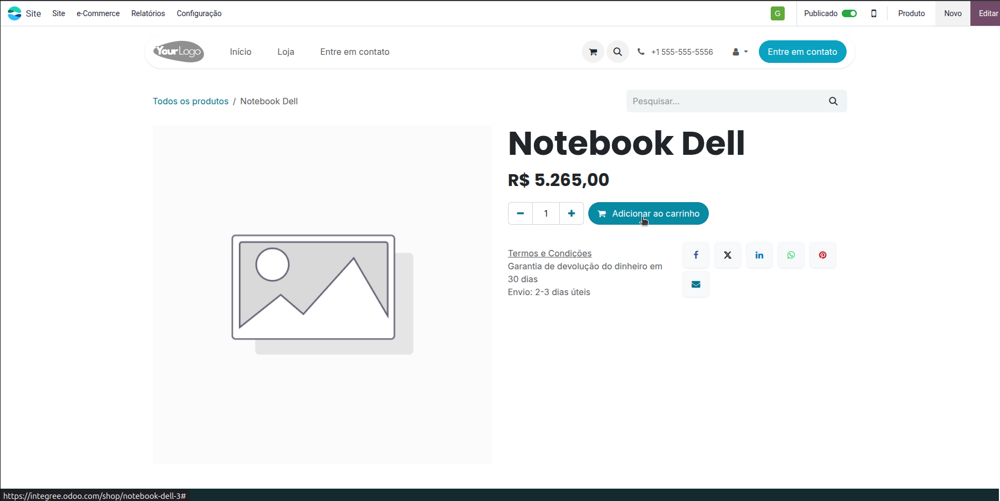 Site Site e-Commerce Relatórios Configuração G Publicado Produto Novo Editar
YourLogo Início Loja Entre em contato +1 555-555-5556 Entre em contato
Todos os produtos / Notebook Dell Pesquisar...
Notebook Dell
R$ 5.265,00
1 Adicionar ao carrinho
Termos e Condições
Garantia de devolução do dinheiro em
30 dias
Envio: 2-3 dias úteis
https://integree.odoo.com/shop/notebook-dell-3#